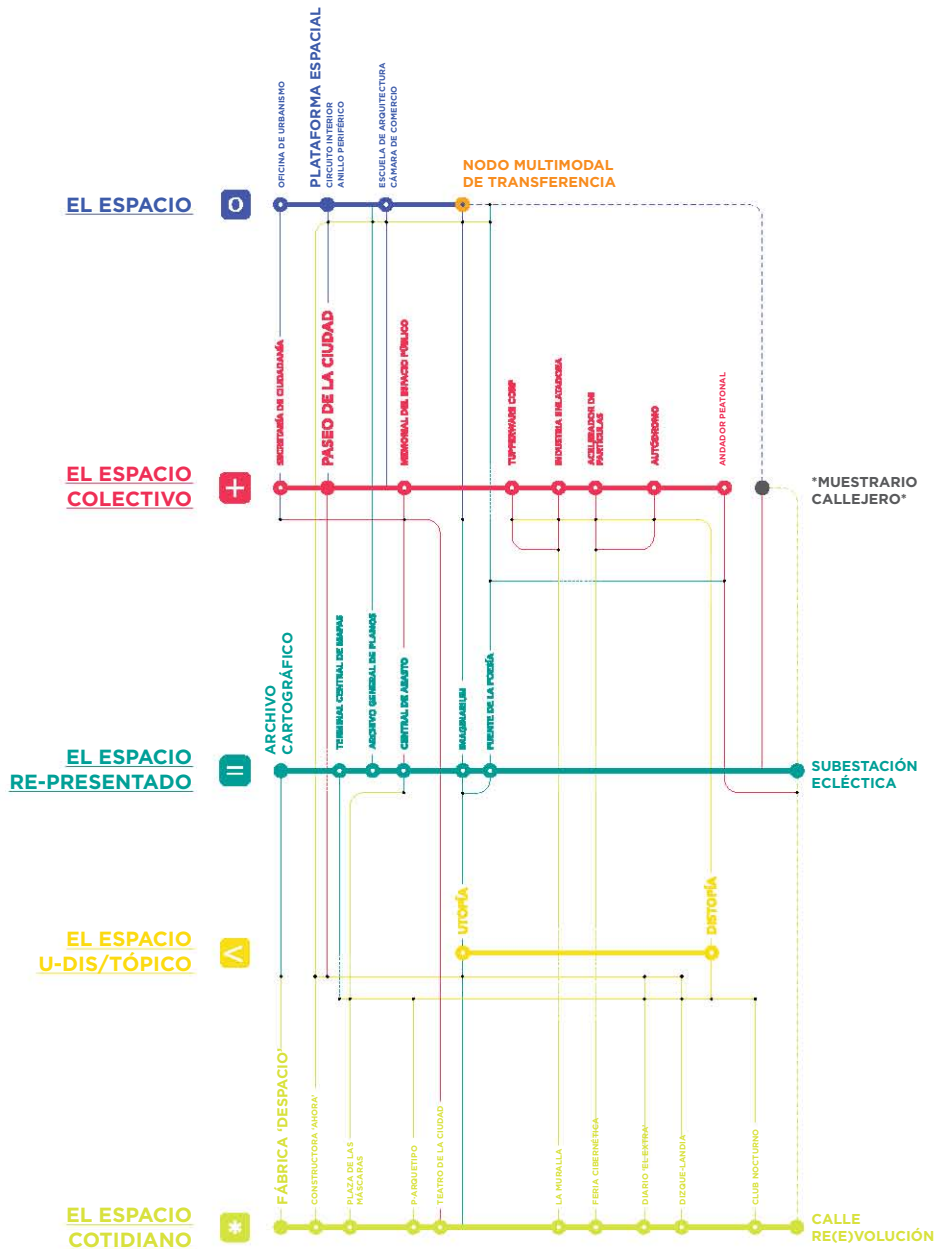 OFICINA DE URBANISMO
PLATAFORMA ESPACIAL
CIRCUITO INTERIOR
ANILLO PERIFÉRICO
ESCUELA DE ARQUITECTURA
CÁMARA DE COMERCIO
NODO MULTIMODAL
DE TRANSFERENCIA
EL ESPACIO
O
SECRETARÍA DE CIUDADANÍA
PASEO DE LA CIUDAD
MEMORIAL DEL ESPACIO PÚBLICO
TUPPERWARE CORP
INDUSTRIA ENLATADORA
ACELERADOR DE
PARTÍCULAS
AUTÓDROMO
ANDADOR PEATONAL
EL ESPACIO
COLECTIVO
+
*MUESTRARIO
CALLEJERO*
ARCHIVO
CARTOGRÁFICO
TERMINAL CENTRAL DE MAPAS
ARCHIVO GENERAL DE PLANOS
CENTRAL DE ABASTO
IMAGINARIUM
FUENTE DE LA POESÍA
EL ESPACIO
RE-PRESENTADO
=
SUBESTACIÓN
ECLÉCTICA
UTOPÍA
DISTOPÍA
EL ESPACIO
U-DIS/TÓPICO
<
FÁBRICA 'DESPACIO'
CONSTRUCTORA 'AHORA'
PLAZA DE LAS
MÁSCARAS
P-ARQUETIPO
TEATRO DE LA CIUDAD
LA MURALLA
FERIA CIBERNÉTICA
DIARIO 'EL EXTRA'
DIZQUE-LANDIA
CLUB NOCTURNO
EL ESPACIO
COTIDIANO
*
CALLE
RE(E)VOLUCIÓN